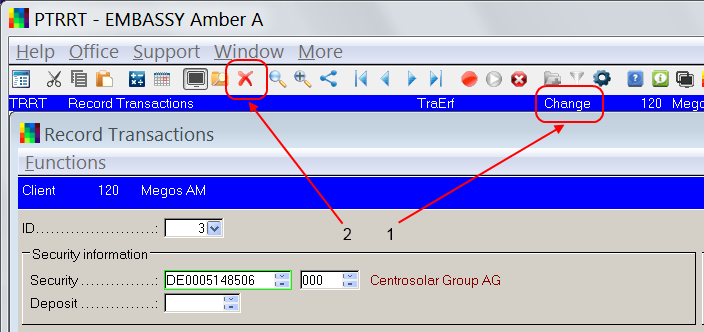 PTRRT - EMBASSY Amber A
Help Office Support Window More
TRRT Record Transactions TraErf Change 120 Mego
Record Transactions
Functions
Client 120 Megos AM
2 1
ID......................: 3
Security information
Security ..............: DE0005148506 000 Centrosolar Group AG
Deposit ...............: